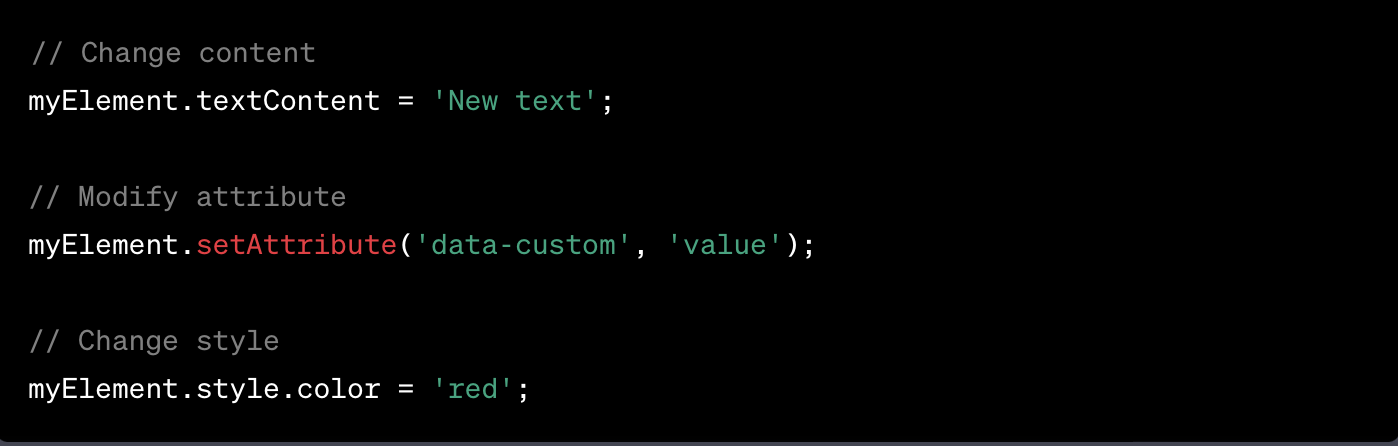 // Change content
myElement.textContent = 'New text';
// Modify attribute
myElement.setAttribute('data-custom', 'value');
// Change style
myElement.style.color = 'red';